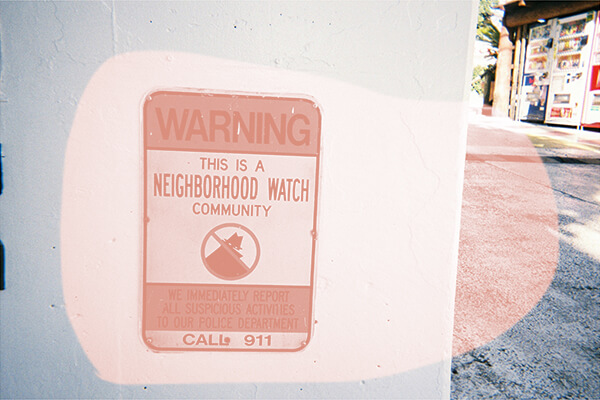 WARNING
THIS IS A
NEIGHBORHOOD WATCH
COMMUNITY
WE IMMEDIATELY REPORT
ALL SUSPICIOUS ACTIVITIES
TO OUR POLICE DEPARTMENT
CALL 911